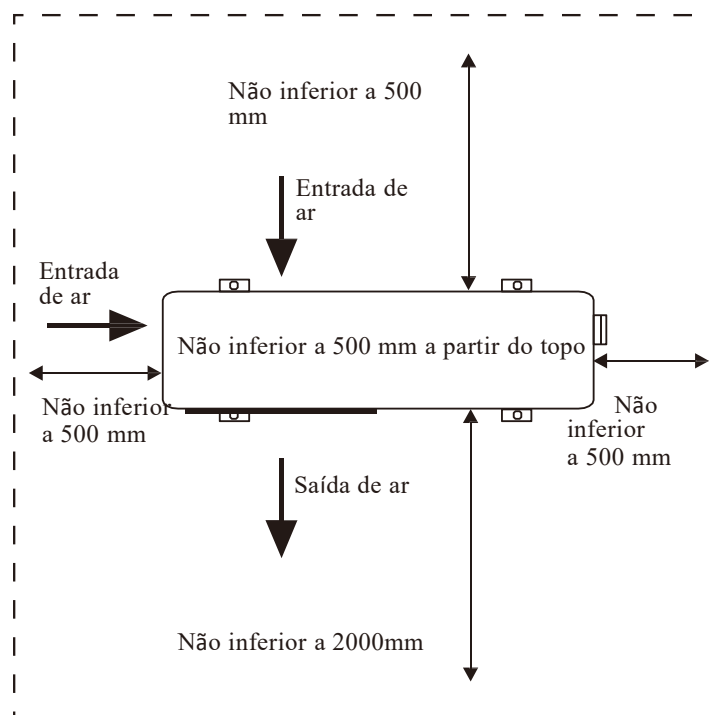 Não inferior a 500
mm
Entrada de
ar
Entrada
de ar
Não inferior a 500 mm a partir do topo
Não inferior
a 500 mm
Não
inferior
a 500 mm
Saída de ar
Não inferior a 2000mm